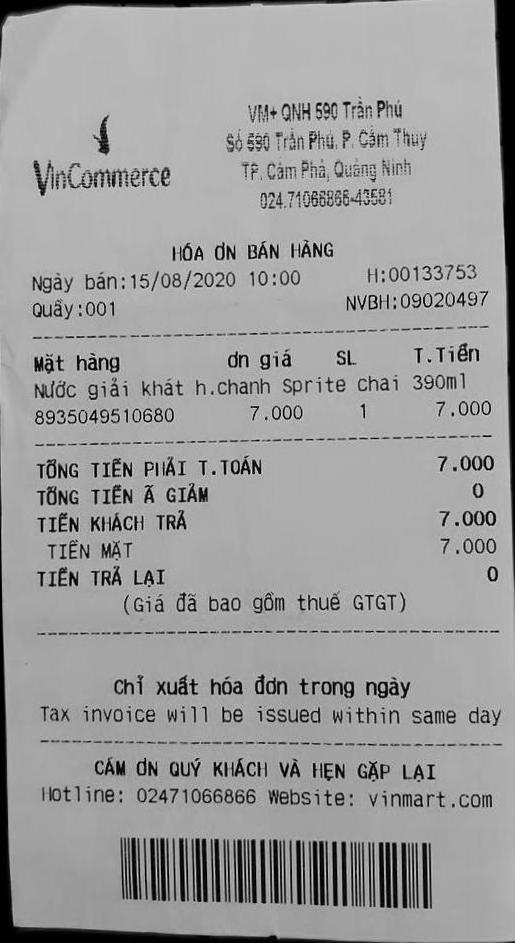 VinCommerce
VM+ QNH 590 Trần Phú
Số 590 Trần Phú, P. Cẩm Thuy
TP. Cẩm Phả, Quảng Ninh
024.71066866-43581
HÓA ƠN BÁN HÀNG
Ngày bán:15/08/2020 10:00 H:00133753
Quầy:001 NVBH:09020497
Mặt hàng ơn giá SL T.Tiền
Nước giải khát h.chanh Sprite chai 390ml
8935049510680 7.000 1 7.000
TỔNG TIỀN PHẢI T.TOÁN 7.000
TỔNG TIỀN Ã GIẢM 0
TIỀN KHÁCH TRẢ 7.000
TIỀN MẶT 7.000
TIỀN TRẢ LẠI 0
(Giá đã bao gồm thuế GTGT)
Chỉ xuất hóa đơn trong ngày
Tax invoice will be issued within same day
CÁM ƠN QUÝ KHÁCH VÀ HẸN GẶP LẠI
Hotline: 02471066866 Website: vinmart.com